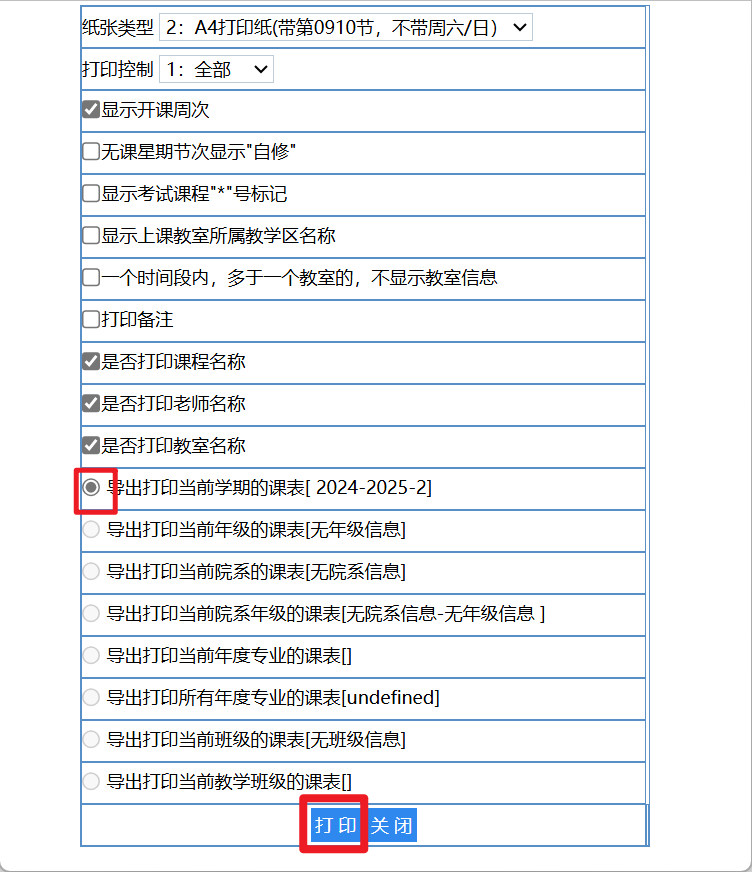 纸张类型 2：A4打印纸(带第0910节，不带周六/日）
打印控制 1：全部
显示开课周次
无课星期节次显示"自修"
显示考试课程"*"号标记
显示上课教室所属教学区名称
一个时间段内，多于一个教室的，不显示教室信息
打印备注
是否打印课程名称
是否打印老师名称
是否打印教室名称
导出打印当前学期的课表[ 2024-2025-2]
导出打印当前年级的课表[无年级信息]
导出打印当前院系的课表[无院系信息]
导出打印当前院系年级的课表[无院系信息-无年级信息 ]
导出打印当前年度专业的课表[]
导出打印所有年度专业的课表[undefined]
导出打印当前班级的课表[无班级信息]
导出打印当前教学班级的课表[]
打 印 关 闭